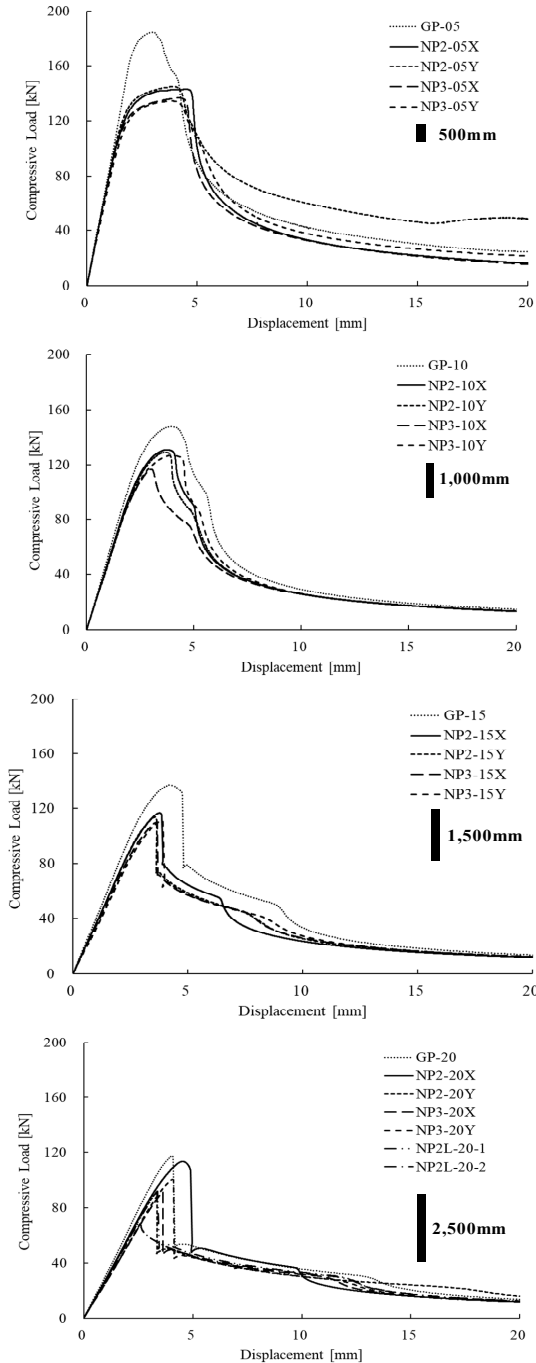 200
160
120
80
40
0
Compressive Load [kN]
GP-05
NP2-05X
NP2-05Y
NP3-05X
NP3-05Y
500mm
0 5 10 15 20
Displacement [mm]
200
160
120
80
40
0
Compressive Load [kN]
GP-10
NP2-10X
NP2-10Y
NP3-10X
NP3-10Y
1,000mm
0 5 10 15 20
Displacement [mm]
200
160
120
80
40
0
Compressive Load [kN]
GP-15
NP2-15X
NP2-15Y
NP3-15X
NP3-15Y
1,500mm
0 5 10 15 20
Displacement [mm]
200
160
120
80
40
0
Compressive Load [kN]
GP-20
NP2-20X
NP2-20Y
NP3-20X
NP3-20Y
NP2L-20-1
NP2L-20-2
2,500mm
0 5 10 15 20
Displacement [mm]